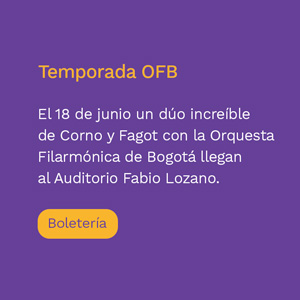 Temporada OFB
El 18 de junio un dúo increíble
de Corno y Fagot con la Orquesta
Filarmónica de Bogotá llegan
al Auditorio Fabio Lozano.
Boletería